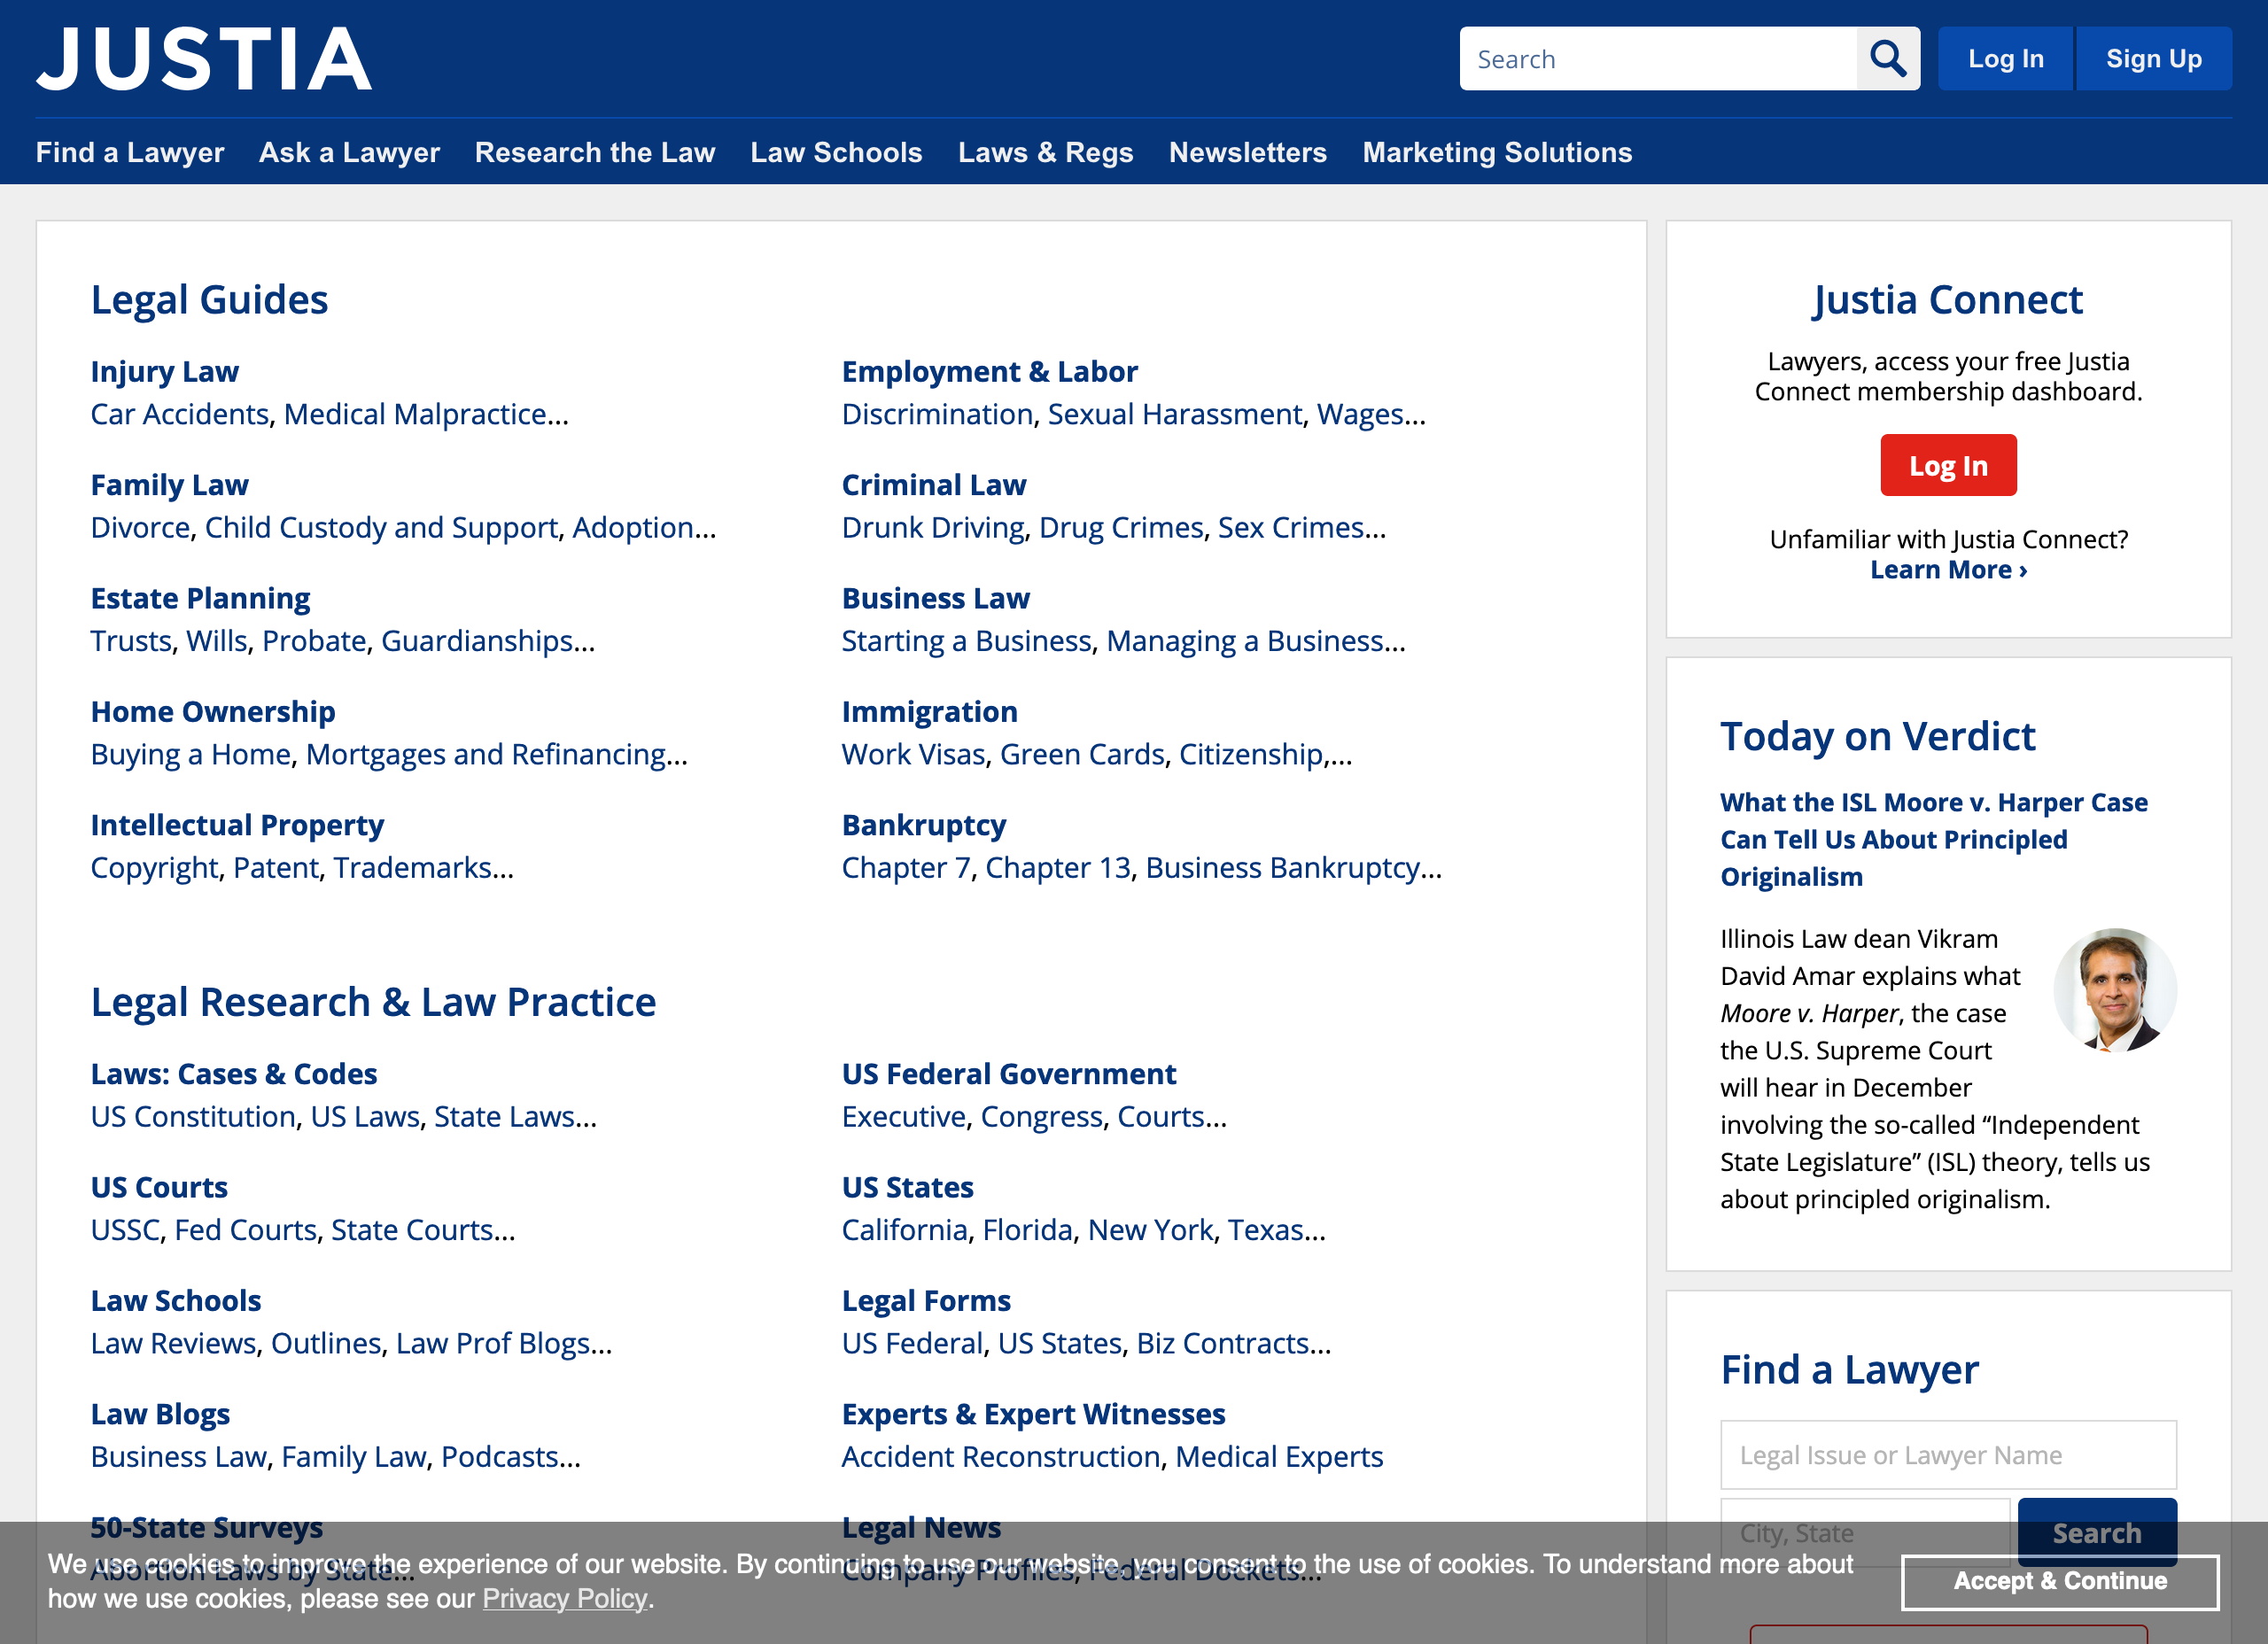 JUSTIA
Search
Log In
Sign Up
Find a Lawyer
Ask a Lawyer
Research the Law
Law Schools
Laws & Regs
Newsletters
Marketing Solutions
Legal Guides
Injury Law
Car Accidents, Medical Malpractice...
Family Law
Divorce, Child Custody and Support, Adoption...
Estate Planning
Trusts, Wills, Probate, Guardianships...
Home Ownership
Buying a Home, Mortgages and Refinancing...
Intellectual Property
Copyright, Patent, Trademarks...
Employment & Labor
Discrimination, Sexual Harassment, Wages...
Criminal Law
Drunk Driving, Drug Crimes, Sex Crimes...
Business Law
Starting a Business, Managing a Business...
Immigration
Work Visas, Green Cards, Citizenship,...
Bankruptcy
Chapter 7, Chapter 13, Business Bankruptcy...
Legal Research & Law Practice
Laws: Cases & Codes
US Constitution, US Laws, State Laws...
US Courts
USSC, Fed Courts, State Courts...
Law Schools
Law Reviews, Outlines, Law Prof Blogs...
Law Blogs
Business Law, Family Law, Podcasts...
50-State Surveys
Abortion Laws by State...
US Federal Government
Executive, Congress, Courts...
US States
California, Florida, New York, Texas...
Legal Forms
US Federal, US States, Biz Contracts...
Experts & Expert Witnesses
Accident Reconstruction, Medical Experts
Legal News
Company Profiles, Federal Dockets...
Justia Connect
Lawyers, access your free Justia
Connect membership dashboard.
Log In
Unfamiliar with Justia Connect?
Learn More ›
Today on Verdict
What the ISL Moore v. Harper Case
Can Tell Us About Principled
Originalism
Illinois Law dean Vikram
David Amar explains what
Moore v. Harper, the case
the U.S. Supreme Court
will hear in December
involving the so-called “Independent
State Legislature” (ISL) theory, tells us
about principled originalism.
Find a Lawyer
Legal Issue or Lawyer Name
City, State
Search
We use cookies to improve the experience of our website. By continuing to use our website, you consent to the use of cookies. To understand more about
how we use cookies, please see our Privacy Policy.
Accept & Continue